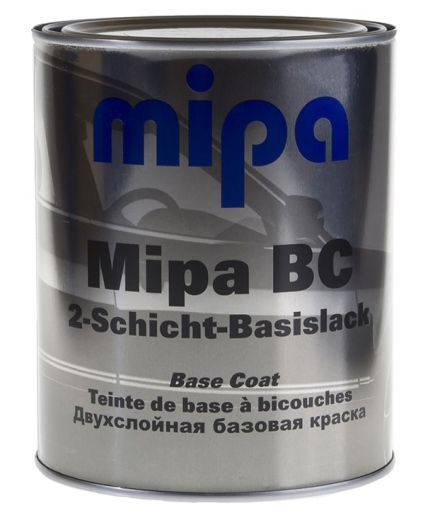 mipa
Mipa BC
2-Schicht-Basislack
Base Coat
Teinte de base à bicouches
Двухслойная базовая краска